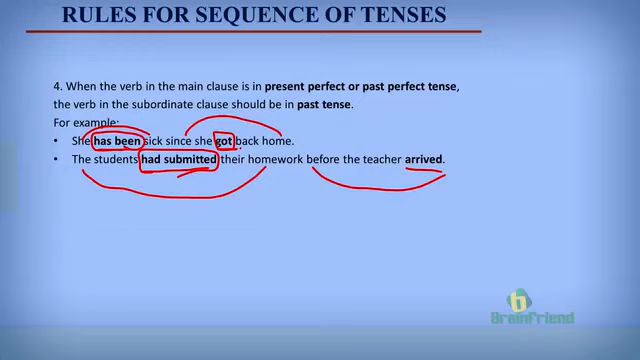 RULES FOR SEQUENCE OF TENSES
4. When the verb in the main clause is in present perfect or past perfect tense,
the verb in the subordinate clause should be in past tense.
For example:
• She has been sick since she got back home.
• The students had submitted their homework before the teacher arrived.
b
BrainFriend